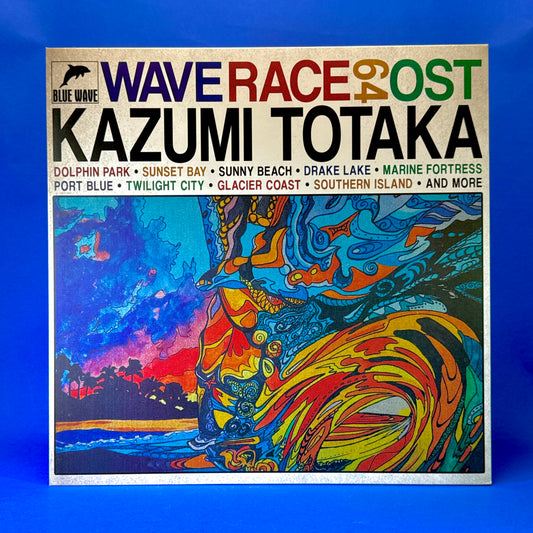 BLUE WAVE
WAVE RACE 64 OST
KAZUMI TOTAKA
DOLPHIN PARK • SUNSET BAY • SUNNY BEACH • DRAKE LAKE • MARINE FORTRESS
PORT BLUE • TWILIGHT CITY • GLACIER COAST • SOUTHERN ISLAND • AND MORE